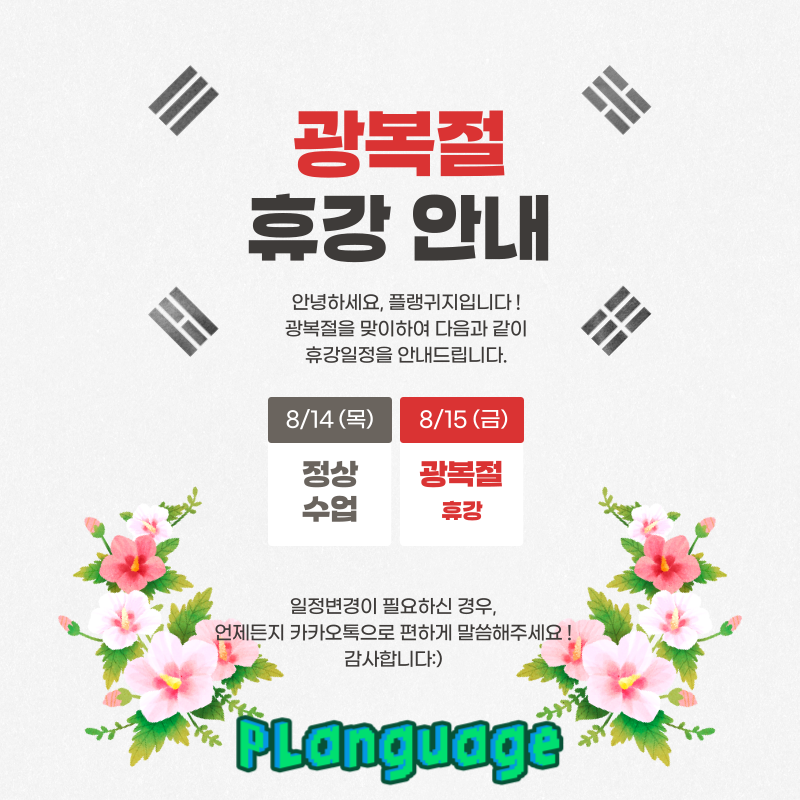 광복절
휴강 안내
안녕하세요, 플랭귀지입니다 !
광복절을 맞이하여 다음과 같이
휴강일정을 안내드립니다.
8/14 (목)
정상
수업
8/15 (금)
광복절
휴강
일정변경이 필요하신 경우,
언제든지 카카오톡으로 편하게 말씀해주세요 !
감사합니다:)
PLanguage